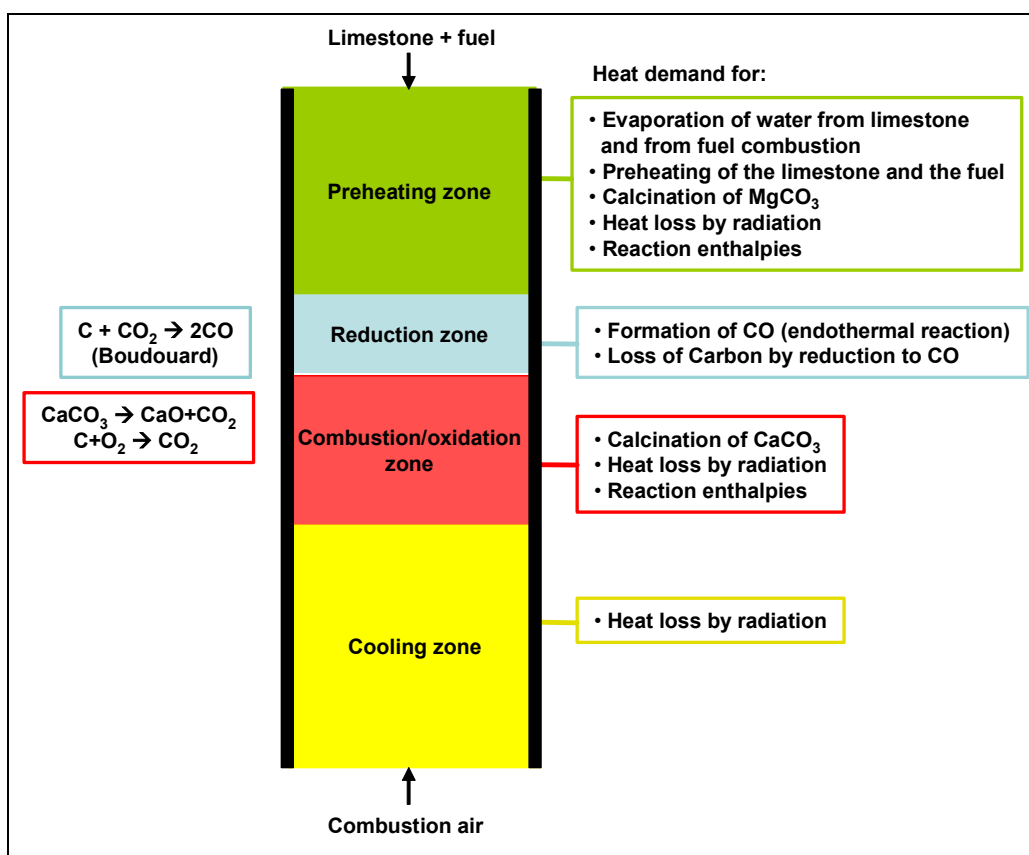 Limestone + fuel
Heat demand for:
• Evaporation of water from limestone
and from fuel combustion
• Preheating of the limestone and the fuel
• Calcination of MgCO₃
• Heat loss by radiation
• Reaction enthalpies
Preheating zone
C + CO₂ → 2CO
(Boudouard)
Reduction zone
• Formation of CO (endothermal reaction)
• Loss of Carbon by reduction to CO
CaCO₃ → CaO+CO₂
C+O₂ → CO₂
Combustion/oxidation
zone
• Calcination of CaCO₃
• Heat loss by radiation
• Reaction enthalpies
Cooling zone
• Heat loss by radiation
Combustion air